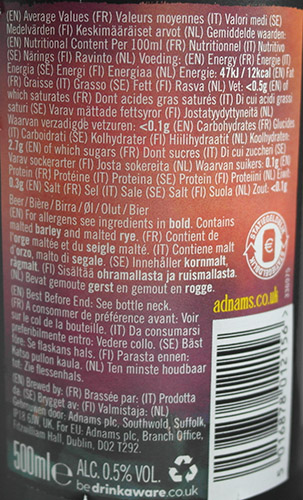 (EN) Average Values (FR) Valeurs moyennes (IT) Valori medi (SE)
Medelvärden (FI) Keskimääräiset arvot (NL) Gemiddelde waarden:
(EN) Nutritional Content Per 100ml (FR) Nutritionnel (IT) Nutritivo
(SE) Närings (FI) Ravinto (NL) Voeding: (EN) Energy (FR) Énergie (IT)
Energia (SE) Energi (FI) Energiaa (NL) Energie: 47kJ / 12kcal (EN) Fat
(FR) Graisse (IT) Grasso (SE) Fett (FI) Rasva (NL) Vet: <0.5g (EN) of
which saturates (FR) Dont acides gras saturés (IT) Di cui acidi grassi
saturi (SE) Varav mättade fettsyror (FI) Jostatyydyttyneitä (NL)
Waarvan verzadigde vetzuren: <0.1g (EN) Carbohydrates (FR) Glucides
(IT) Carboidrati (SE) Kolhydrater (FI) Hiilihydraatit (NL) Koolhydraten:
2.7g (EN) of which sugars (FR) Dont sucres (IT) Di cui zuccheri (SE)
Varav sockerarter (FI) Josta sokereita (NL) Waarvan suikers: 0.1g (EN)
Protein (FR) Protéine (IT) Proteina (SE) Protein (FI) Proteiini (NL) Eiwit:
0.3g (EN) Salt (FR) Sel (IT) Sale (SE) Salt (FI) Suola (NL) Zout: <0.1g
Beer / Bière / Birra / Øl / Olut / Bier
(EN) For allergens see ingredients in bold. Contains
malted barley and malted rye. (FR) Contient de
l'orge maltée et du seigle malté. (IT) Contiene malt
d'orzo, malto di segale. (SE) Innehåller kornmalt,
rågmalt. (FI) Sisältää ohramallasta ja ruismallasta.
(NL) Bevat gemoute gerst en gemout en rogge.
(EN) Best Before End: See bottle neck.
(FR) A consommer de préférence avant: Voir
sur le col de la bouteille. (IT) Da consumarsi
preferibilmente entro: Vedere collo. (SE) Bäst
före: Se flaskans hals. (FI) Parasta ennen:
Katso pullon kaula. (NL) Ten minste houdbaar
tot: Zie flessenhals.
(EN) Brewed by: (FR) Brassée par: (IT) Prodotta
da: (SE) Brygget av: (FI) Valmistaja: (NL)
Gebrouwen door: Adnams plc, Southwold, Suffolk,
IP18 6JW, UK. For EU: Adnams plc, Branch Office,
Fitzwilliam Hall, Dublin, D02 T292.
500ml e ALC. 0.5% VOL.
bedrinkaware.co.uk
adnams.co.uk